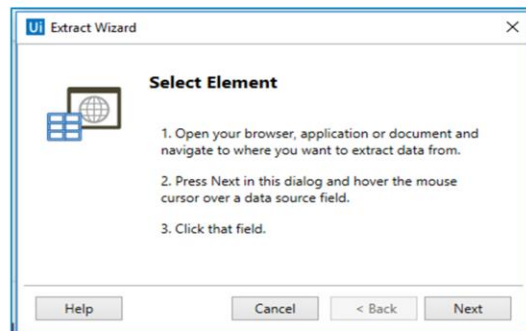 Ui Extract Wizard
Select Element
1. Open your browser, application or document and
navigate to where you want to extract data from.
2. Press Next in this dialog and hover the mouse
cursor over a data source field.
3. Click that field.
Help Cancel < Back Next